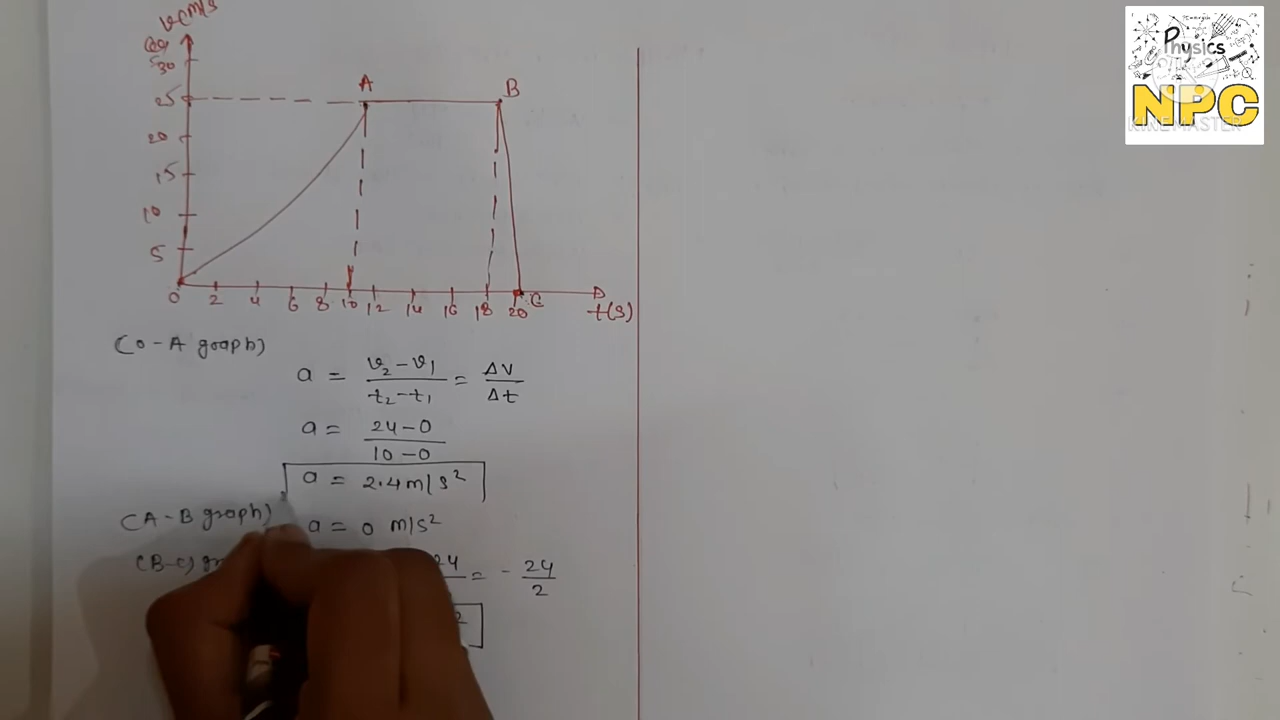 v(m/s
30
25
20
15
10
5
A
B
0 2 4 6 8 10 12 14 16 18 20 C
t(s)
(0-A graph)
a = v₂-v₁/t₂-t₁ = Δv/Δt
a = 24-0/10-0
a = 2.4 m/s²
(A-B graph) a = 0 m/s²
(B-C) = - 24/2
Physics
NPC
KINEMASTER